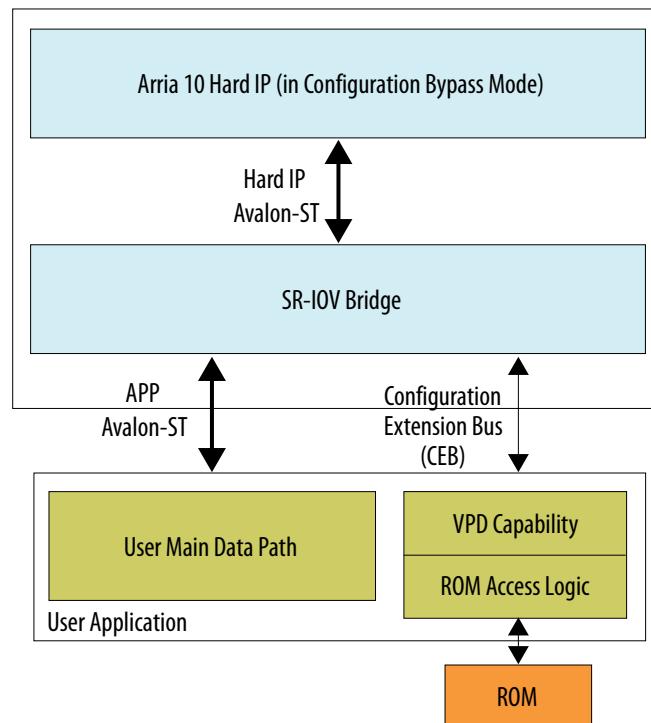 Arria 10 Hard IP (in Configuration Bypass Mode)
Hard IP
Avalon-ST
SR-IOV Bridge
APP
Avalon-ST
Configuration
Extension Bus
(CEB)
User Main Data Path
VPD Capability
ROM Access Logic
User Application
ROM